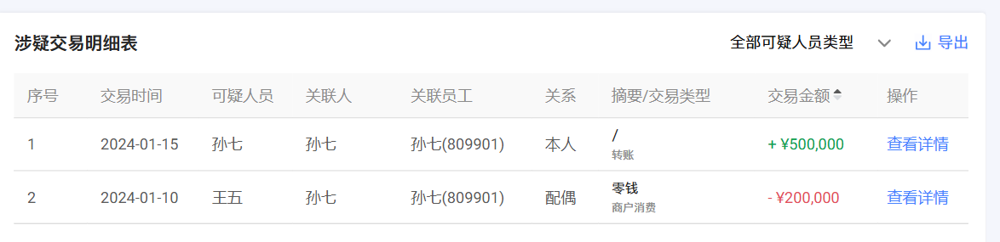 涉疑交易明细表 全部可疑人员类型 导出
序号 交易时间 可疑人员 关联人 关联员工 关系 摘要/交易类型 交易金额 操作
1 2024-01-15 孙七 孙七 孙七(809901) 本人 / + ¥500,000 查看详情
转账
2 2024-01-10 王五 孙七 孙七(809901) 配偶 零钱 - ¥200,000 查看详情
商户消费